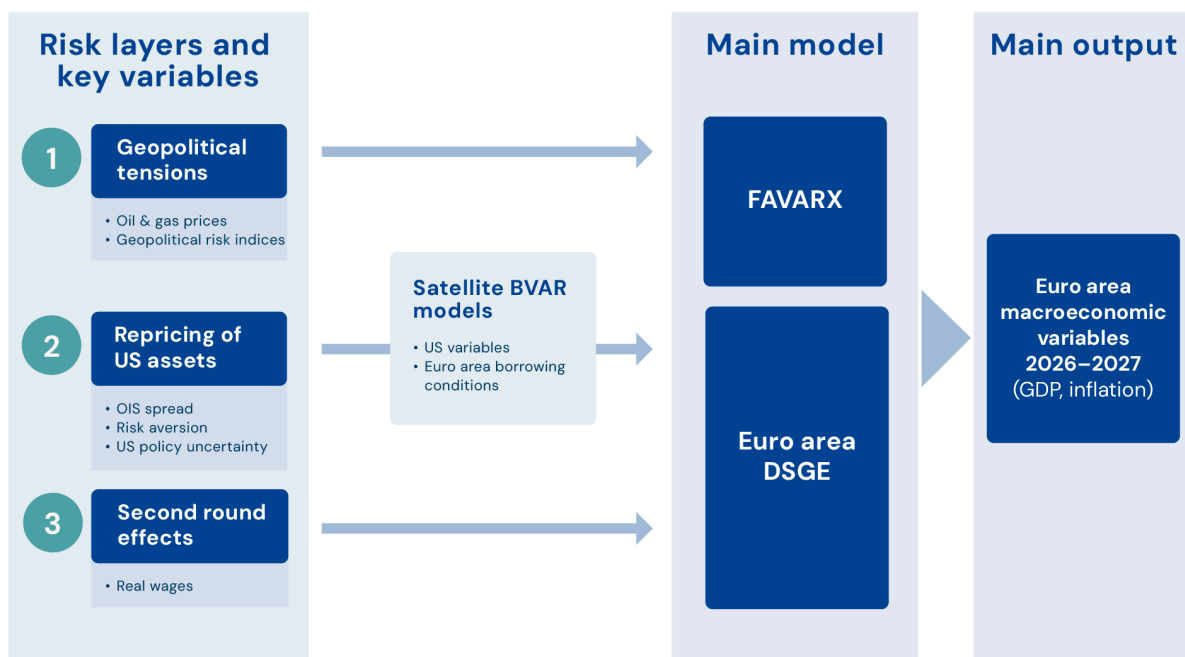 Risk layers and
key variables
1
Geopolitical
tensions
• Oil & gas prices
• Geopolitical risk indices
2
Repricing of
US assets
• OIS spread
• Risk aversion
• US policy uncertainty
3
Second round
effects
• Real wages
Satellite BVAR
models
• US variables
• Euro area borrowing
conditions
Main model
FAVARX
Euro area
DSGE
Main output
Euro area
macroeconomic
variables
2026–2027
(GDP, inflation)